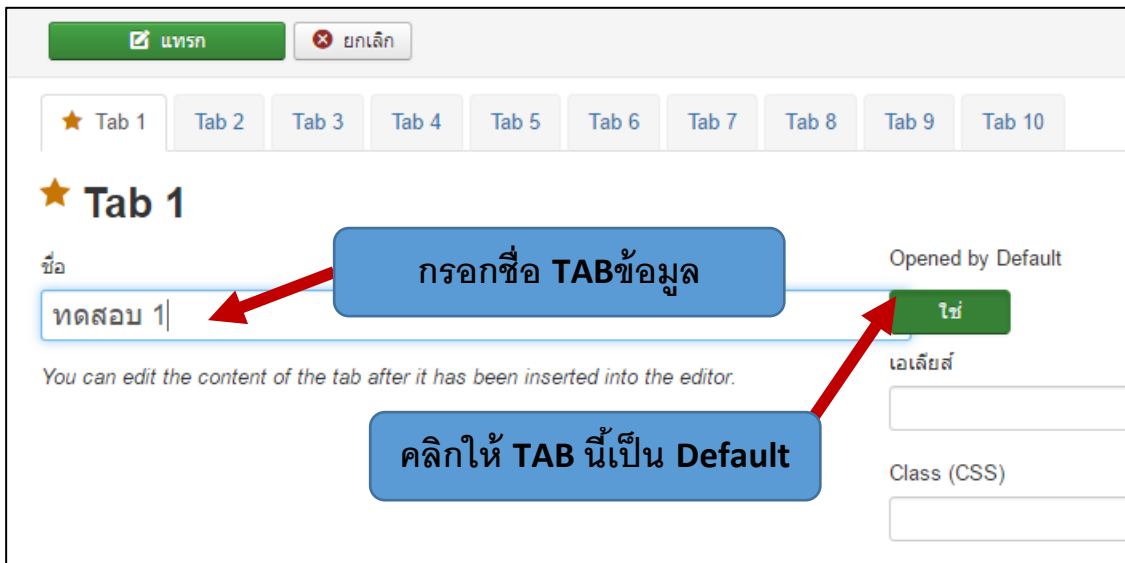 แทรก ยกเลิก
Tab 1 Tab 2 Tab 3 Tab 4 Tab 5 Tab 6 Tab 7 Tab 8 Tab 9 Tab 10
Tab 1
ชื่อ
กรอกชื่อ TABข้อมูล
Opened by Default
ทดสอบ 1
ใช่
You can edit the content of the tab after it has been inserted into the editor.
เอเลียส์
คลิกให้ TAB นี้เป็น Default
Class (CSS)